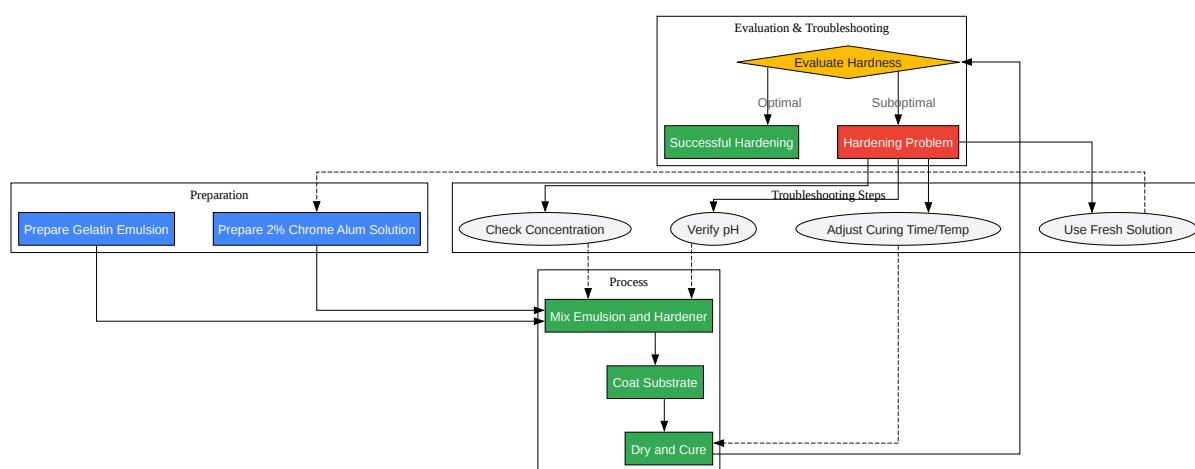 Evaluation & Troubleshooting
Evaluate Hardness
Optimal
Suboptimal
Successful Hardening
Hardening Problem
Preparation
Troubleshooting Steps
Prepare Gelatin Emulsion
Prepare 2% Chrome Alum Solution
Check Concentration
Verify pH
Adjust Curing Time/Temp
Use Fresh Solution
Process
Mix Emulsion and Hardener
Coat Substrate
Dry and Cure